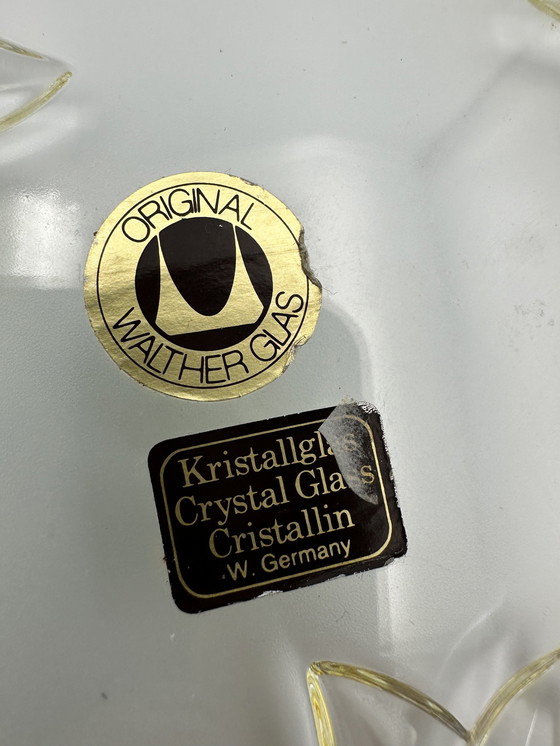 ORIGINAL
WALTHER GLAS
Kristallglas
Crystal Glass
Cristallin
W. Germany